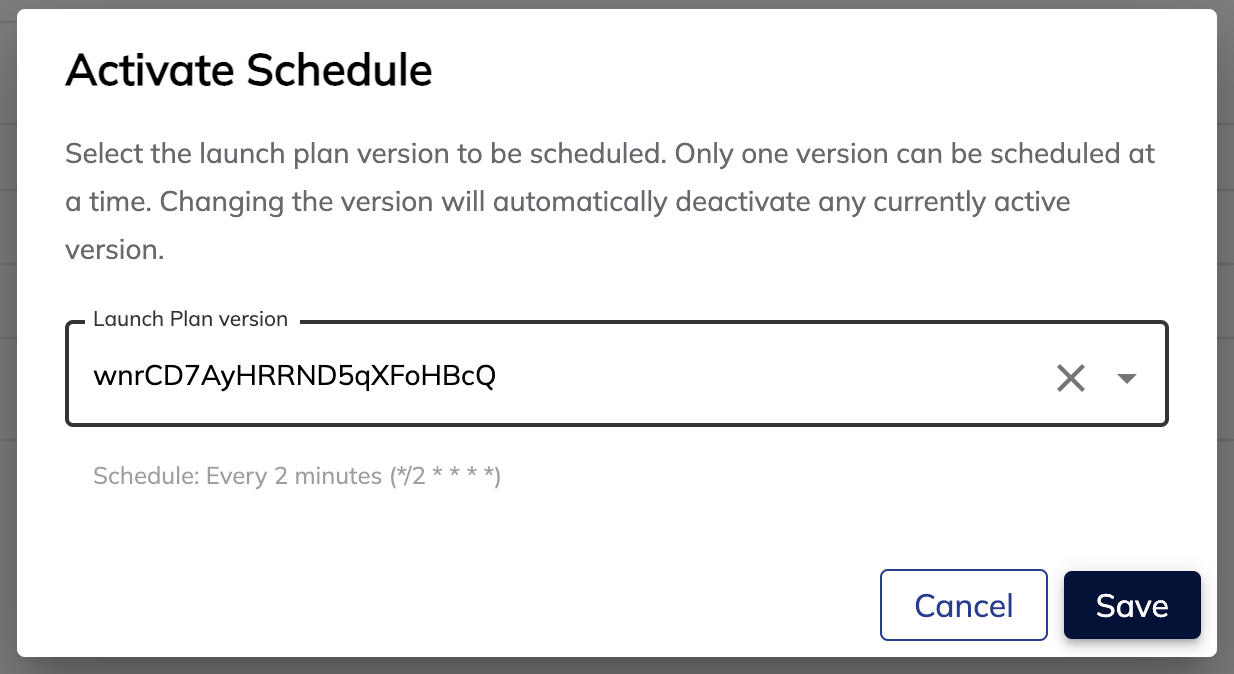 Activate Schedule
Select the launch plan version to be scheduled. Only one version can be scheduled at
a time. Changing the version will automatically deactivate any currently active
version.
Launch Plan version
wnrCD7AyHRRND5qXFoHBcQ
Schedule: Every 2 minutes (*/2 * * * *)
Cancel
Save